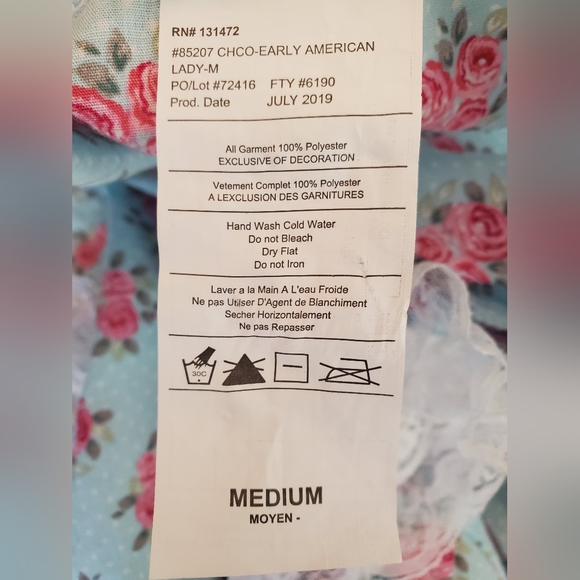 RN# 131472
#85207 CHCO-EARLY AMERICAN
LADY-M
PO/Lot #72416 FTY #6190
Prod. Date JULY 2019
All Garment 100% Polyester
EXCLUSIVE OF DECORATION
Vetement Complet 100% Polyester
A LEXCLUSION DES GARNITURES
Hand Wash Cold Water
Do not Bleach
Dry Flat
Do not Iron
Laver a la Main A L'eau Froide
Ne pas Utilser D'Agent de Blanchiment
Secher Horizontalement
Ne pas Repasser
30C
MEDIUM
MOYEN -